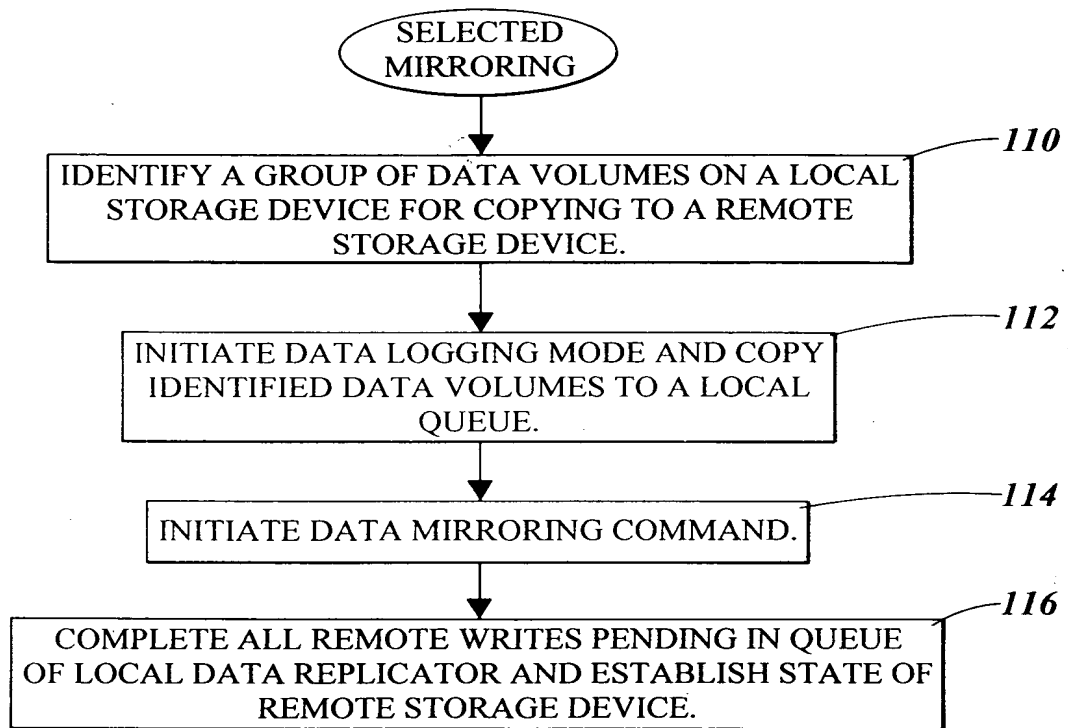 SELECTED
MIRRORING
110
IDENTIFY A GROUP OF DATA VOLUMES ON A LOCAL
STORAGE DEVICE FOR COPYING TO A REMOTE
STORAGE DEVICE.
112
INITIATE DATA LOGGING MODE AND COPY
IDENTIFIED DATA VOLUMES TO A LOCAL
QUEUE.
114
INITIATE DATA MIRRORING COMMAND.
116
COMPLETE ALL REMOTE WRITES PENDING IN QUEUE
OF LOCAL DATA REPLICATOR AND ESTABLISH STATE OF
REMOTE STORAGE DEVICE.